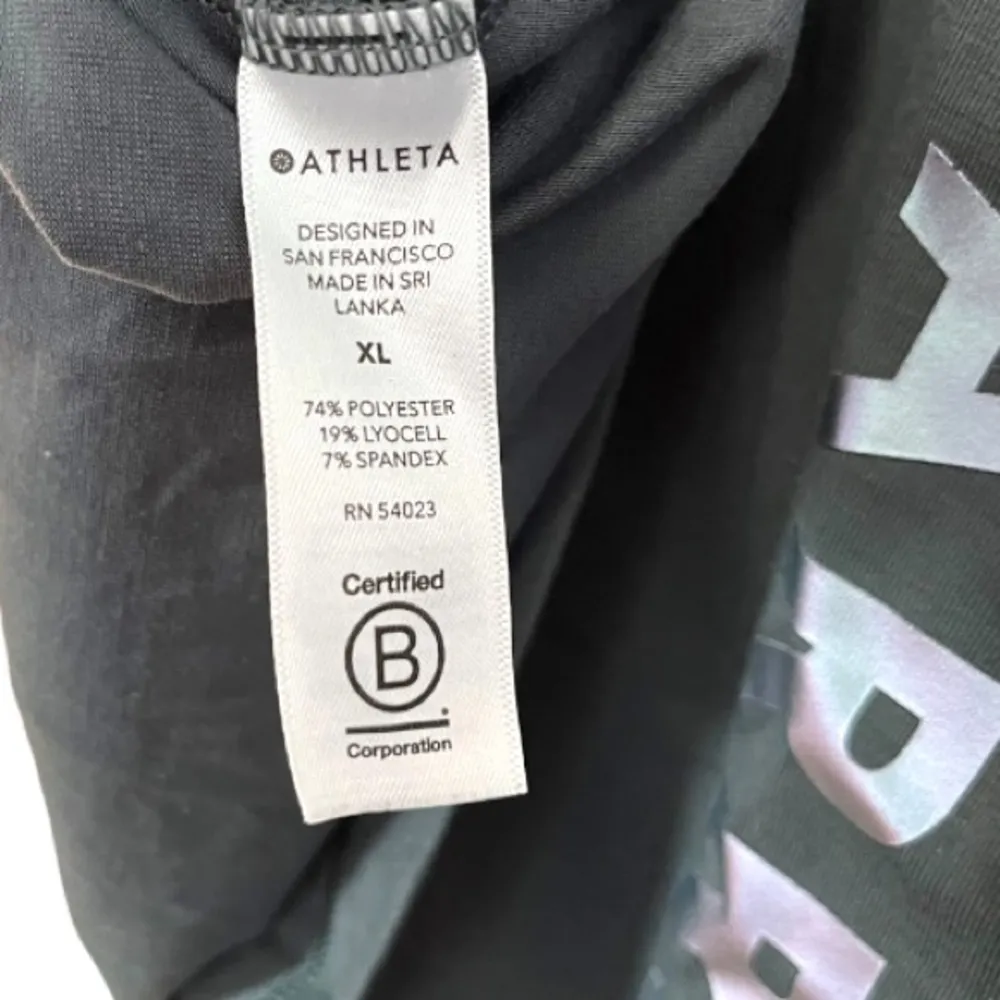 ATHLETA
DESIGNED IN
SAN FRANCISCO
MADE IN SRI
LANKA
XL
74% POLYESTER
19% LYOCELL
7% SPANDEX
RN 54023
Certified
B
Corporation